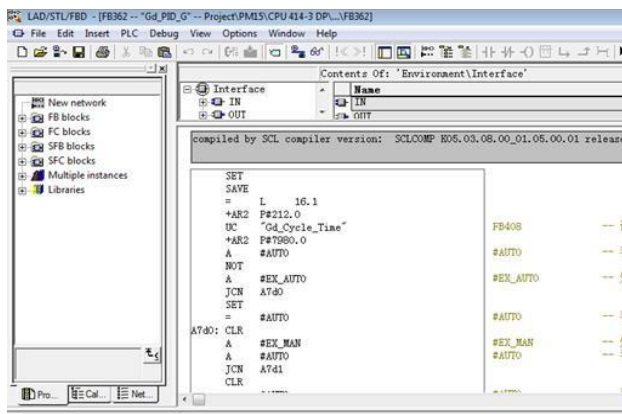 LAD/STL/FBD - [FB362 -- "Gd_PID_G" -- Project\PM15\CPU 414-3 DP\...\FB362]
File Edit Insert PLC Debug View Options Window Help
Contents Of: 'Environment\Interface'
Interface
IN
OUT
Name
IN
OUT
New network
FB blocks
FC blocks
SFB blocks
SFC blocks
Multiple instances
Libraries
compiled by SCL compiler version: SCLCOMP K05.03.08.00_01.05.00.01 release
SET
SAVE
= L 16.1
+AR2 P#212.0
UC "Gd_Cycle_Time" FB408 --
+AR2 P#7980.0
A #AUTO #AUTO --
NOT
A #EX_AUTO #EX_AUTO --
JCN A7d0
SET
= #AUTO #AUTO --
A7d0: CLR
A #EX_MAN #EX_MAN --
A #AUTO #AUTO --
JCN A7d1
CLR
Pro... Cal... Net...